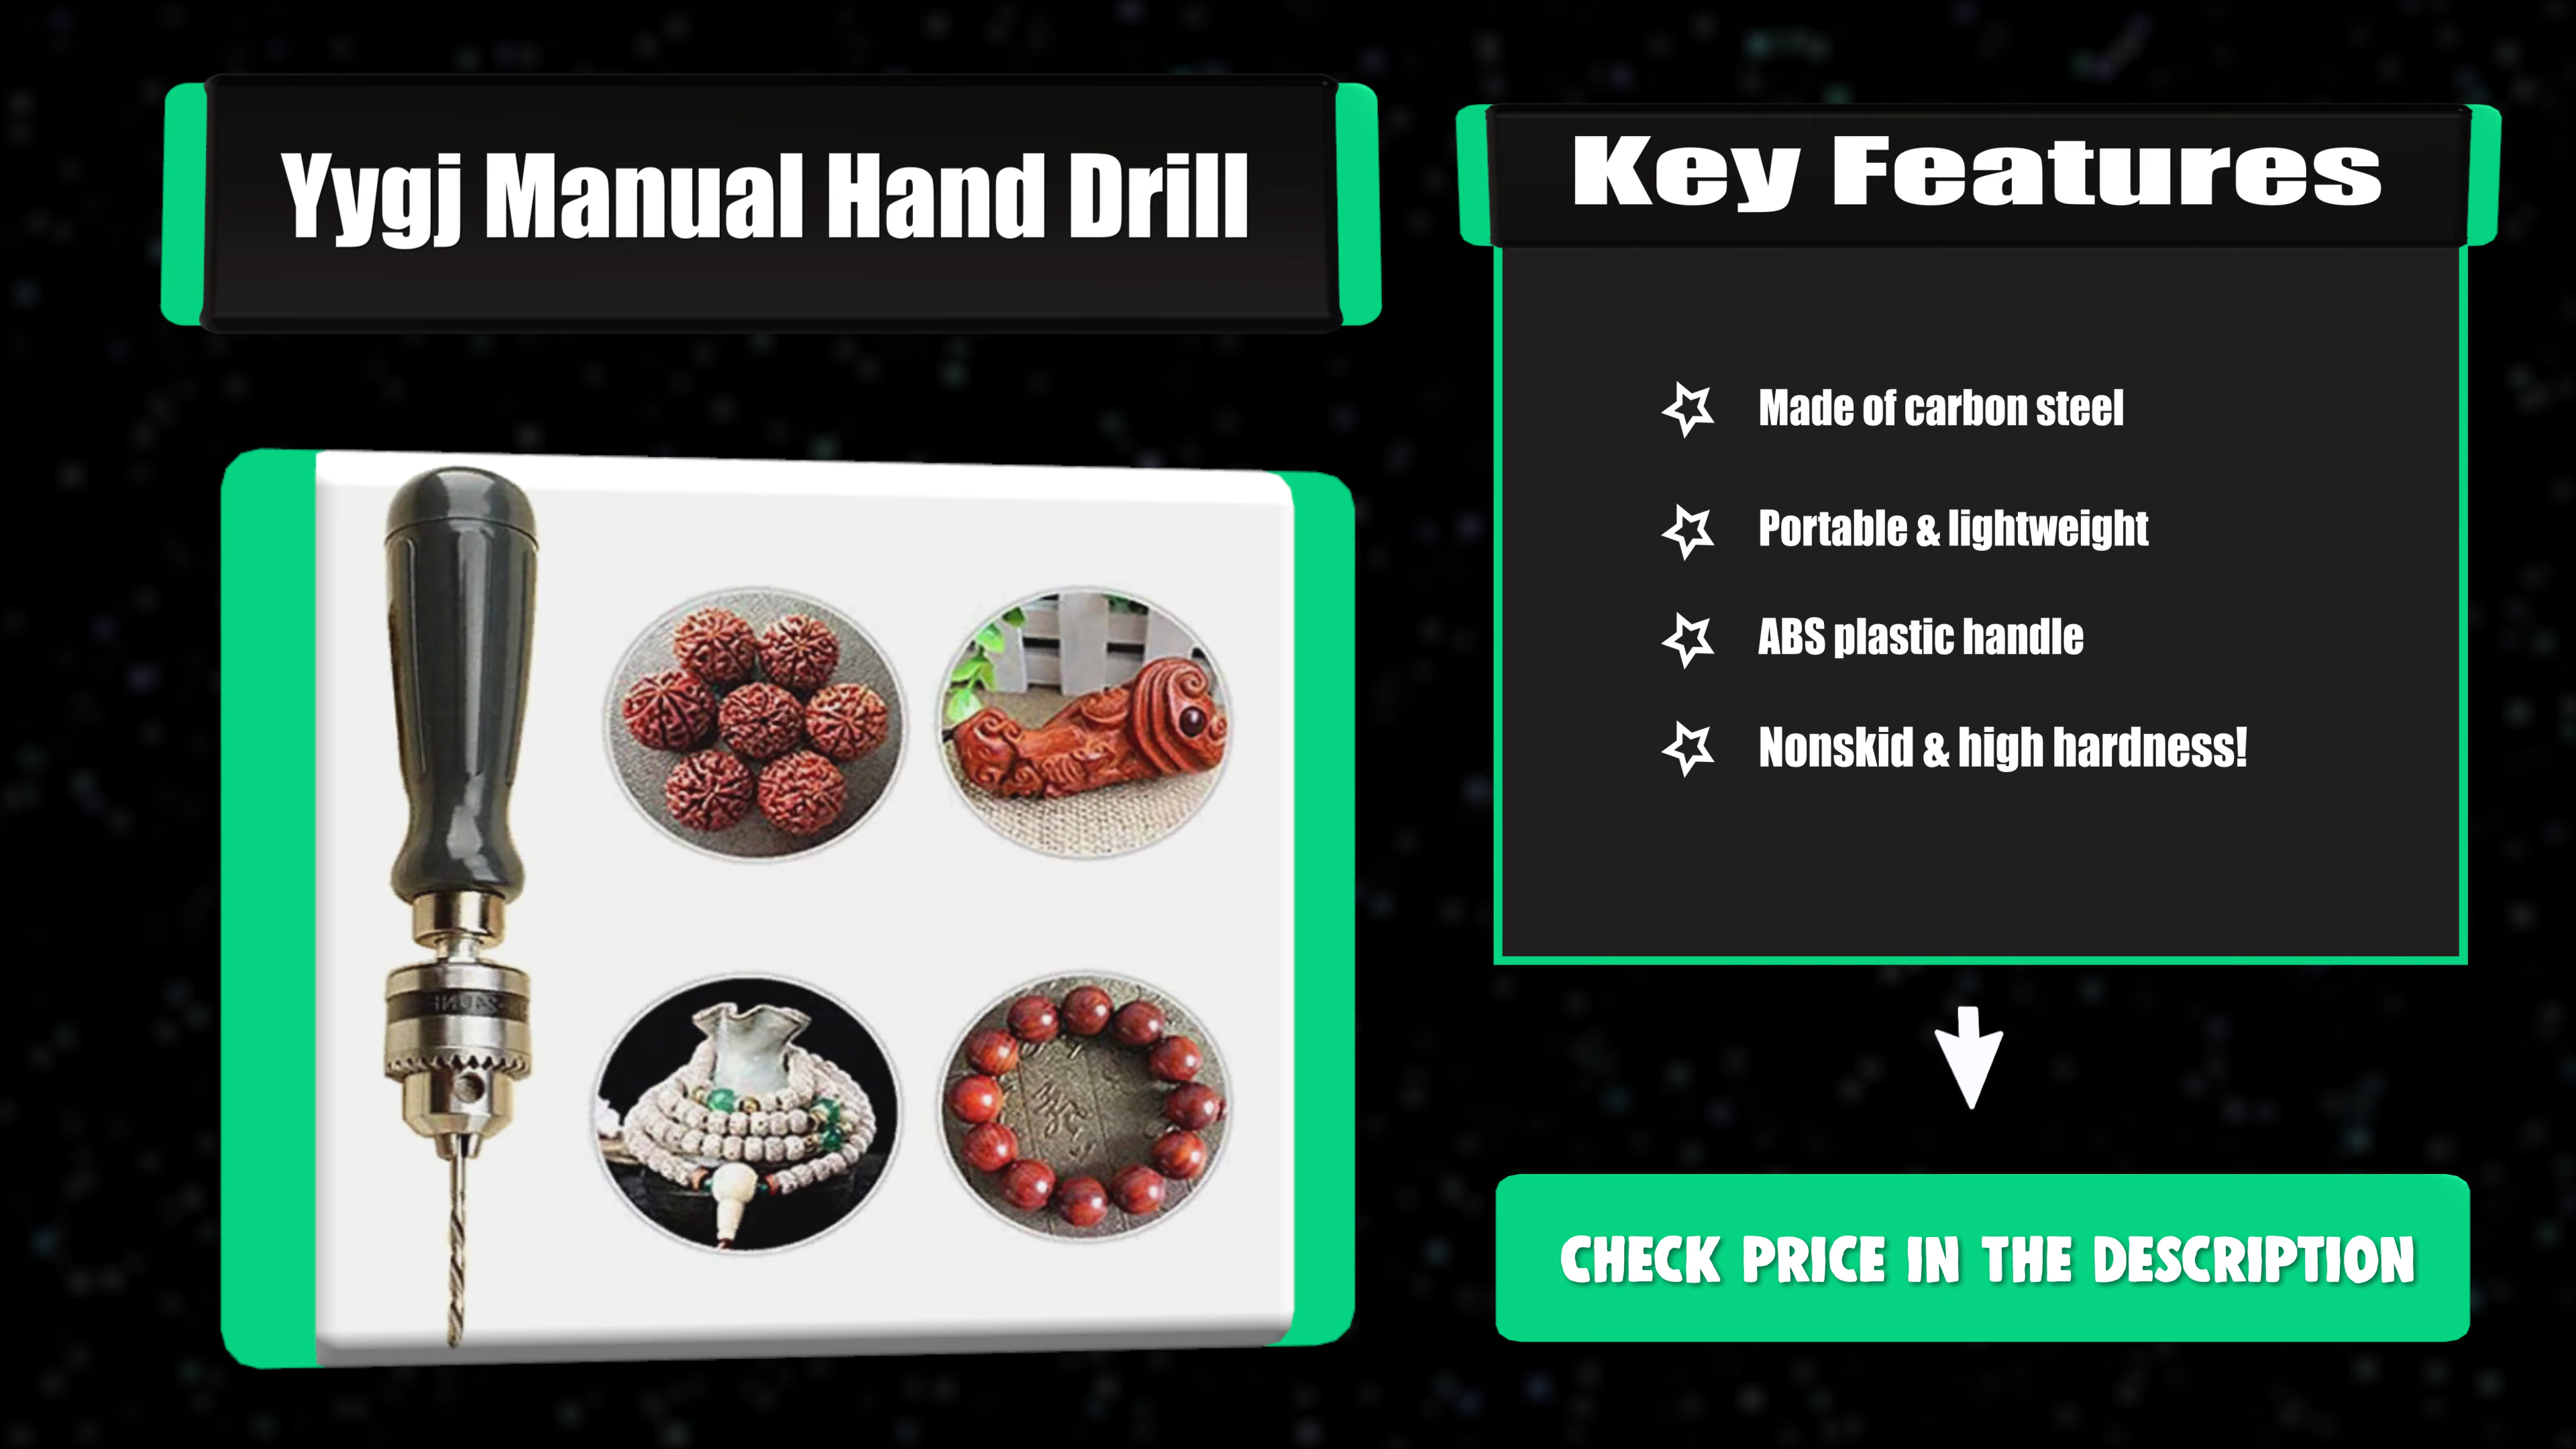 Yygj Manual Hand Drill
Key Features
Made of carbon steel
Portable & lightweight
ABS plastic handle
Nonskid & high hardness!
CHECK PRICE IN THE DESCRIPTION